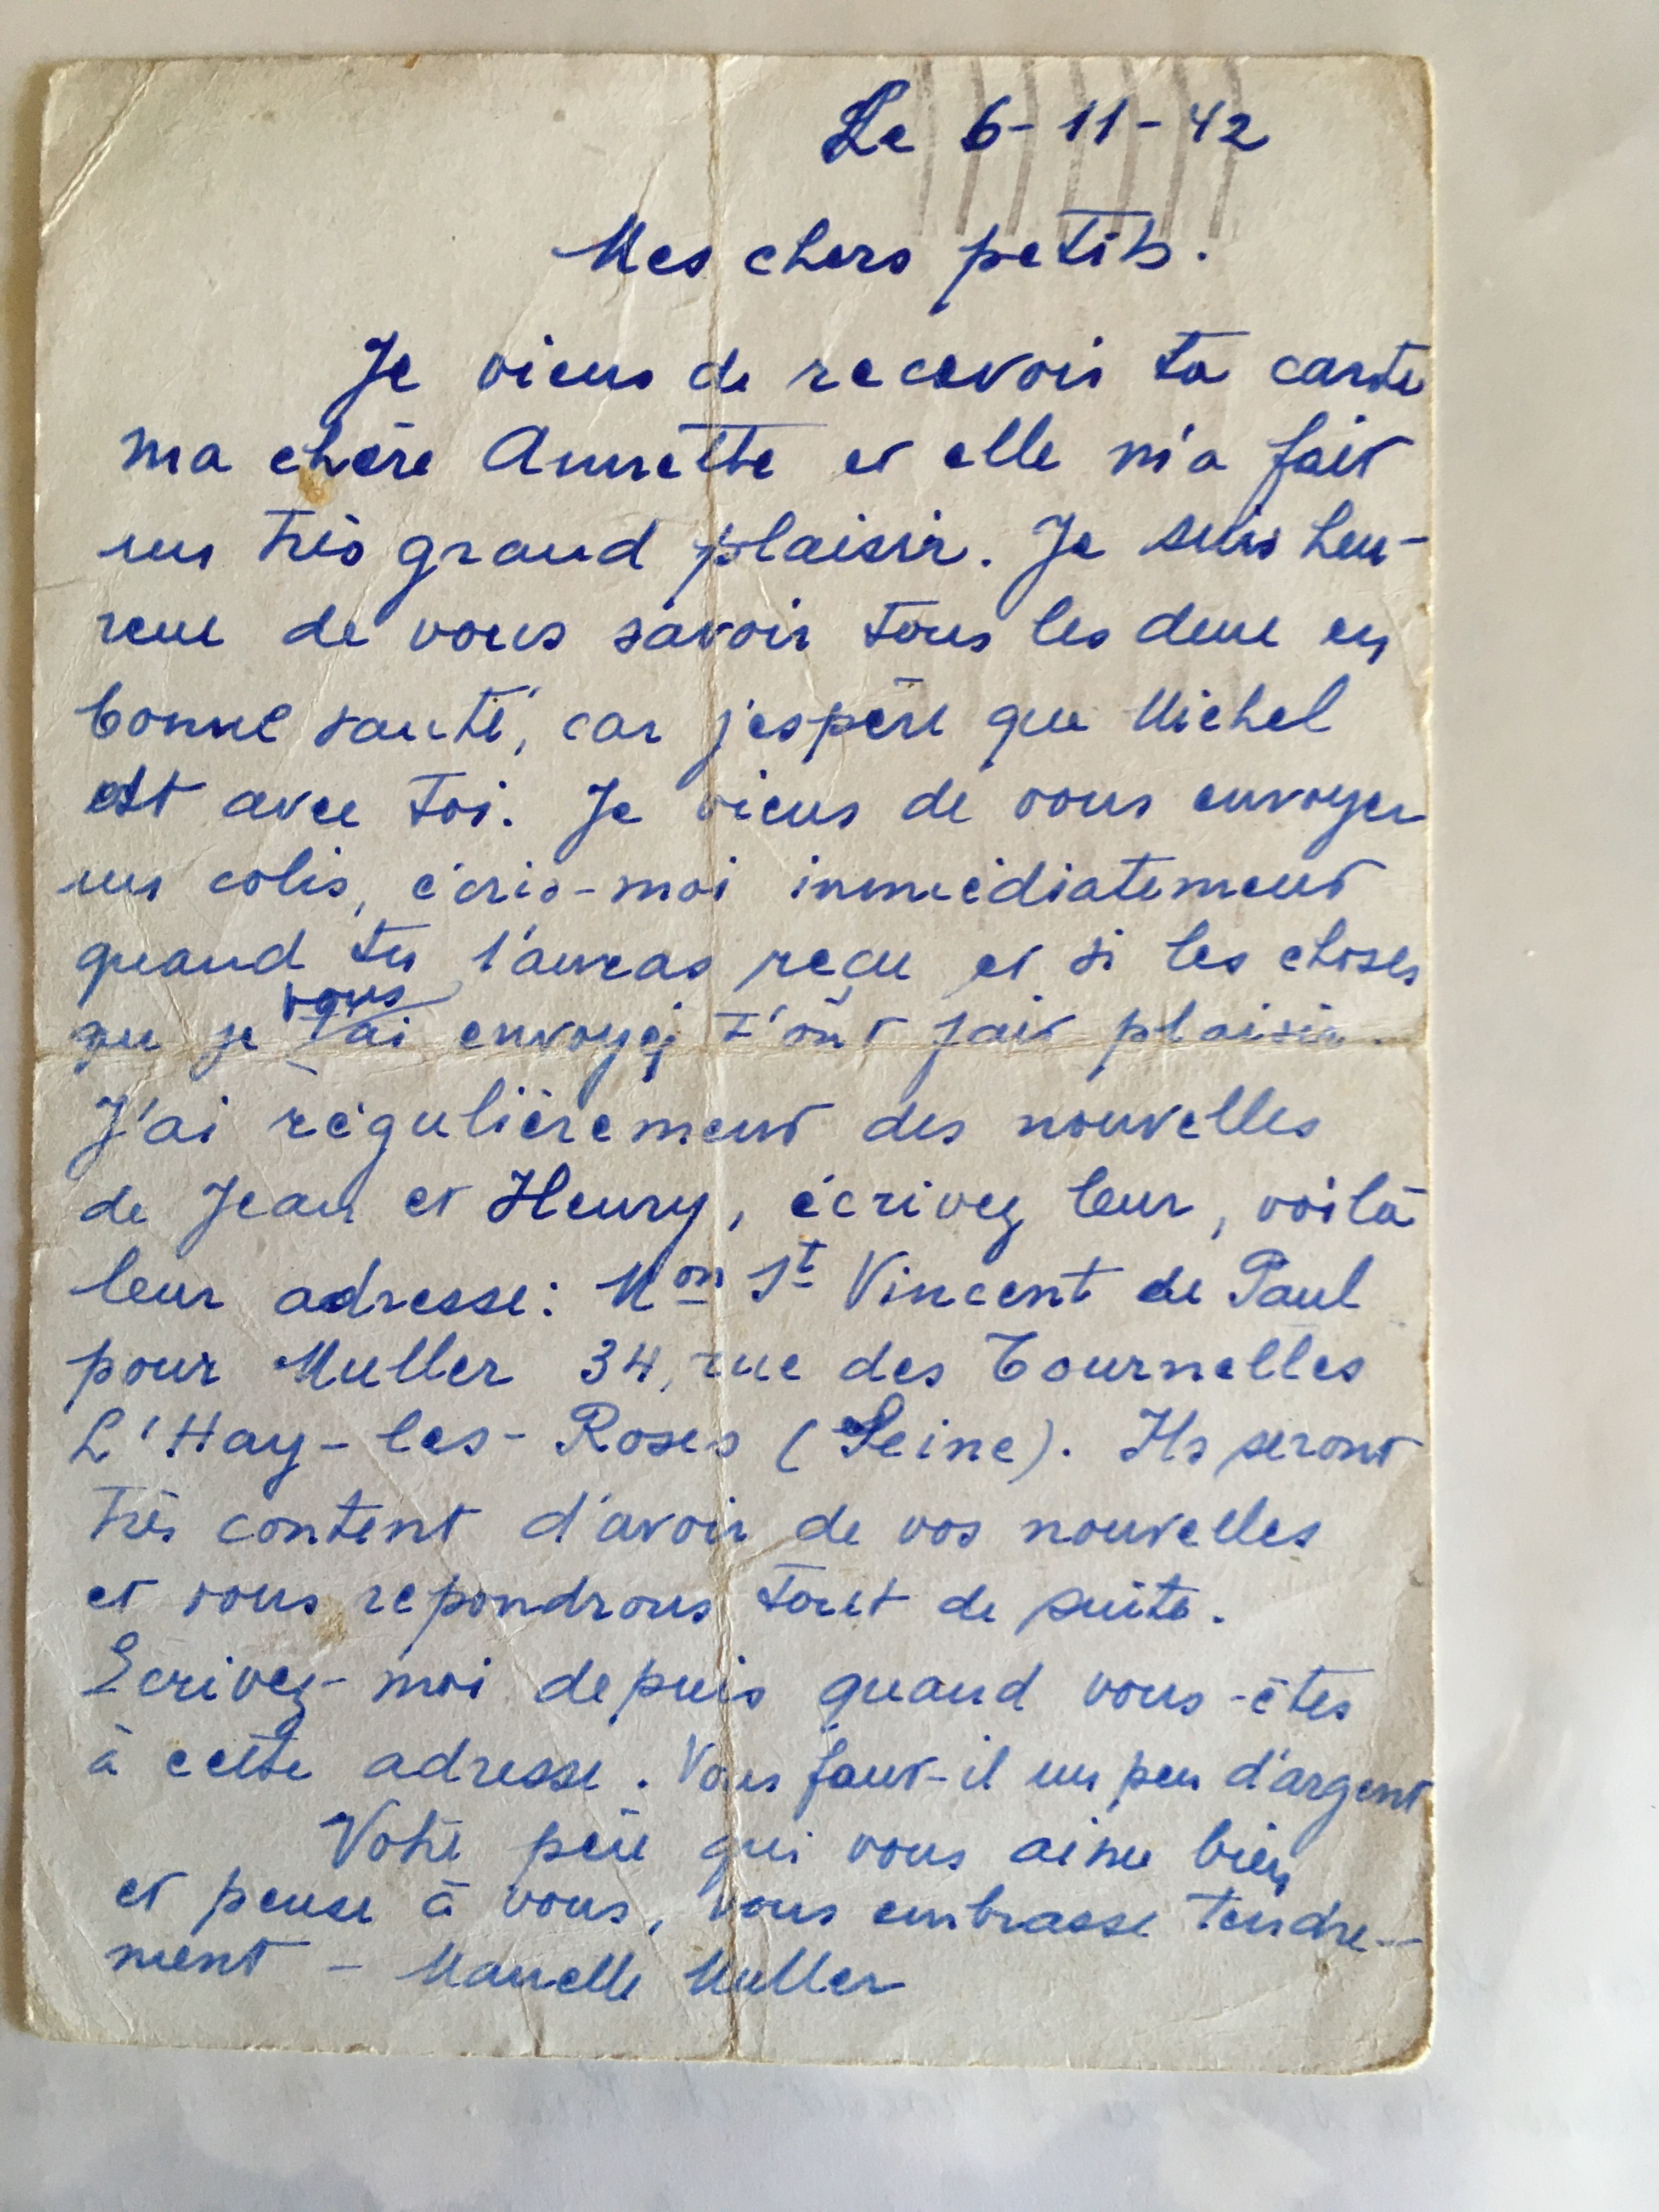 Le 6-11-42
Mes chers petits.
Je viens de recevoir ta carte
ma chère Annette et elle m'a fait
un très grand plaisir. Je suis heu-
reux de vous savoir tous les deux en
bonne santé, car j'espère que Michel
est avec toi. Je viens de vous envoyer
un colis, écris-moi immédiatement
quand tu l'auras reçu et si les choses
vous
que je t'ai envoyé, t'ont fait plaisir.
J'ai régulièrement des nouvelles
de Jean et Henry, écrivez leur, voilà
leur adresse: Mon St Vincent de Paul
pour Muller 34, rue des Tournelles
L'Hay-les-Roses (Seine). Ils seront
très content d'avoir de vos nouvelles
et vous repondrons tout de suite.
Ecrivez-moi depuis quand vous-êtes
à cette adresse. Vous faut-il un peu d'argent
Votre père qui vous aime bien
et pense à vous, vous embrasse tendre-
ment - Muller